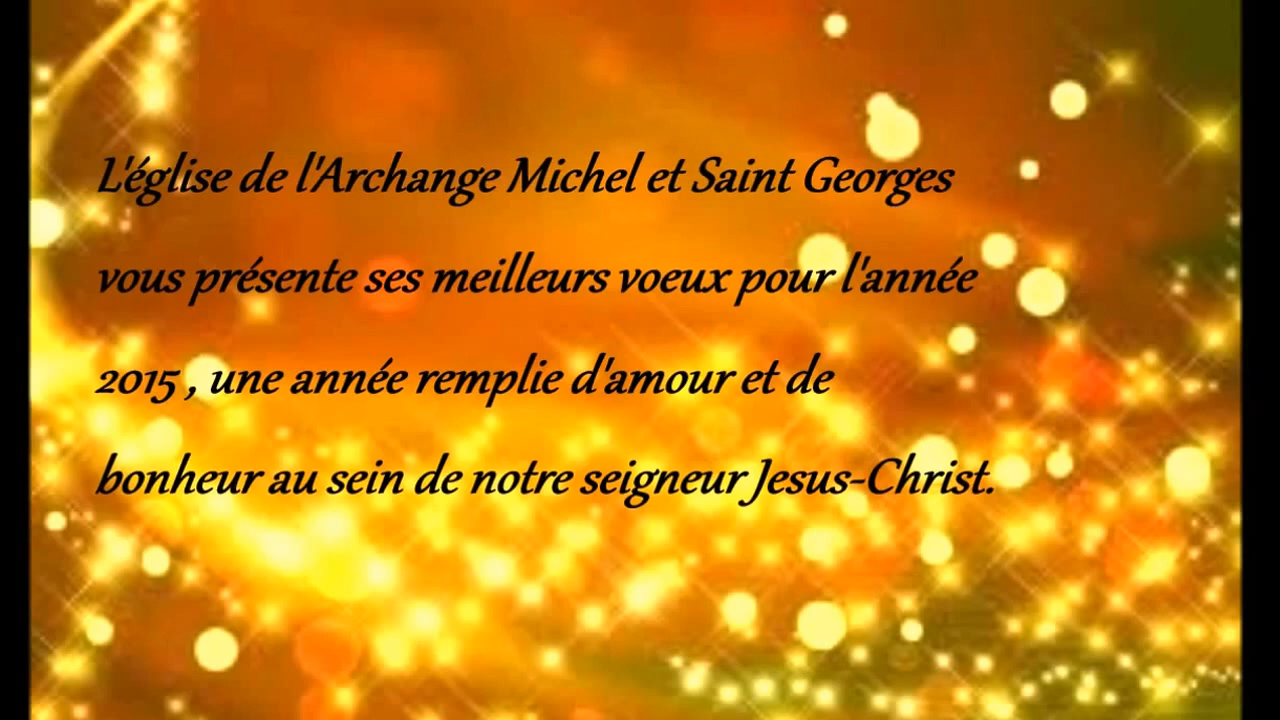 L'église de l'Archange Michel et Saint Georges
vous présente ses meilleurs voeux pour l'année
2015 , une année remplie d'amour et de
bonheur au sein de notre seigneur Jesus-Christ.